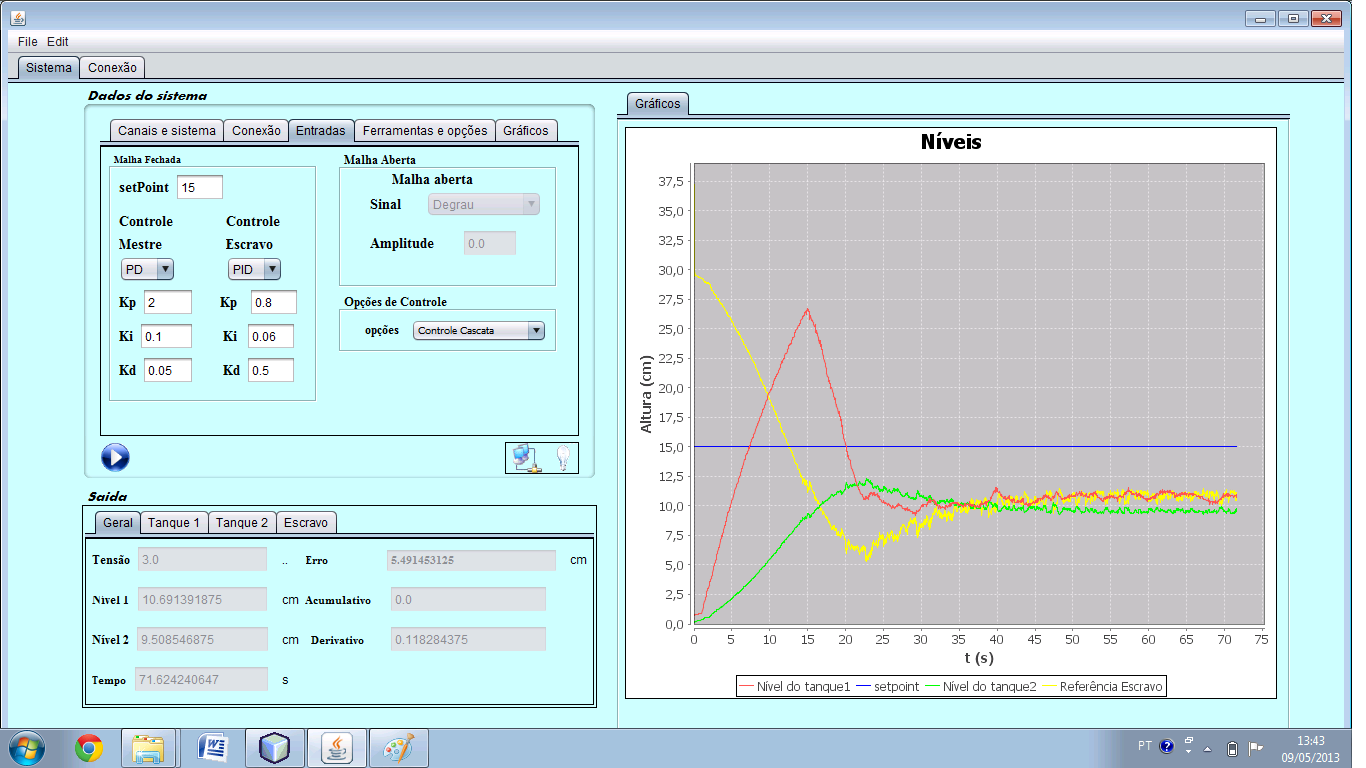 File Edit
Sistema Conexão
Dados do sistema
Canais e sistema Conexão Entradas Ferramentas e opções Gráficos
Malha Fechada
setPoint 15
Controle Controle
Mestre Escravo
PD PID
Kp 2 Kp 0.8
Ki 0.1 Ki 0.06
Kd 0.05 Kd 0.5
Malha Aberta
Malha aberta
Sinal Degrau
Amplitude 0.0
Opções de Controle
opções Controle Cascata
Saida
Geral Tanque 1 Tanque 2 Escravo
Tensão 3.0 .. Erro 5.491453125 cm
Nível 1 10.691391875 cm Acumulativo 0.0
Nível 2 9.508546875 cm Derivativo 0.118284375
Tempo 71.624240647 s
Gráficos
Níveis
37,5
35,0
32,5
30,0
27,5
25,0
22,5
20,0
17,5
15,0
12,5
10,0
7,5
5,0
2,5
0,0
Altura (cm)
0 5 10 15 20 25 30 35 40 45 50 55 60 65 70 75
t (s)
Nível do tanque1 setpoint Nível do tanque2 Referência Escravo
PT 13:43
09/05/2013